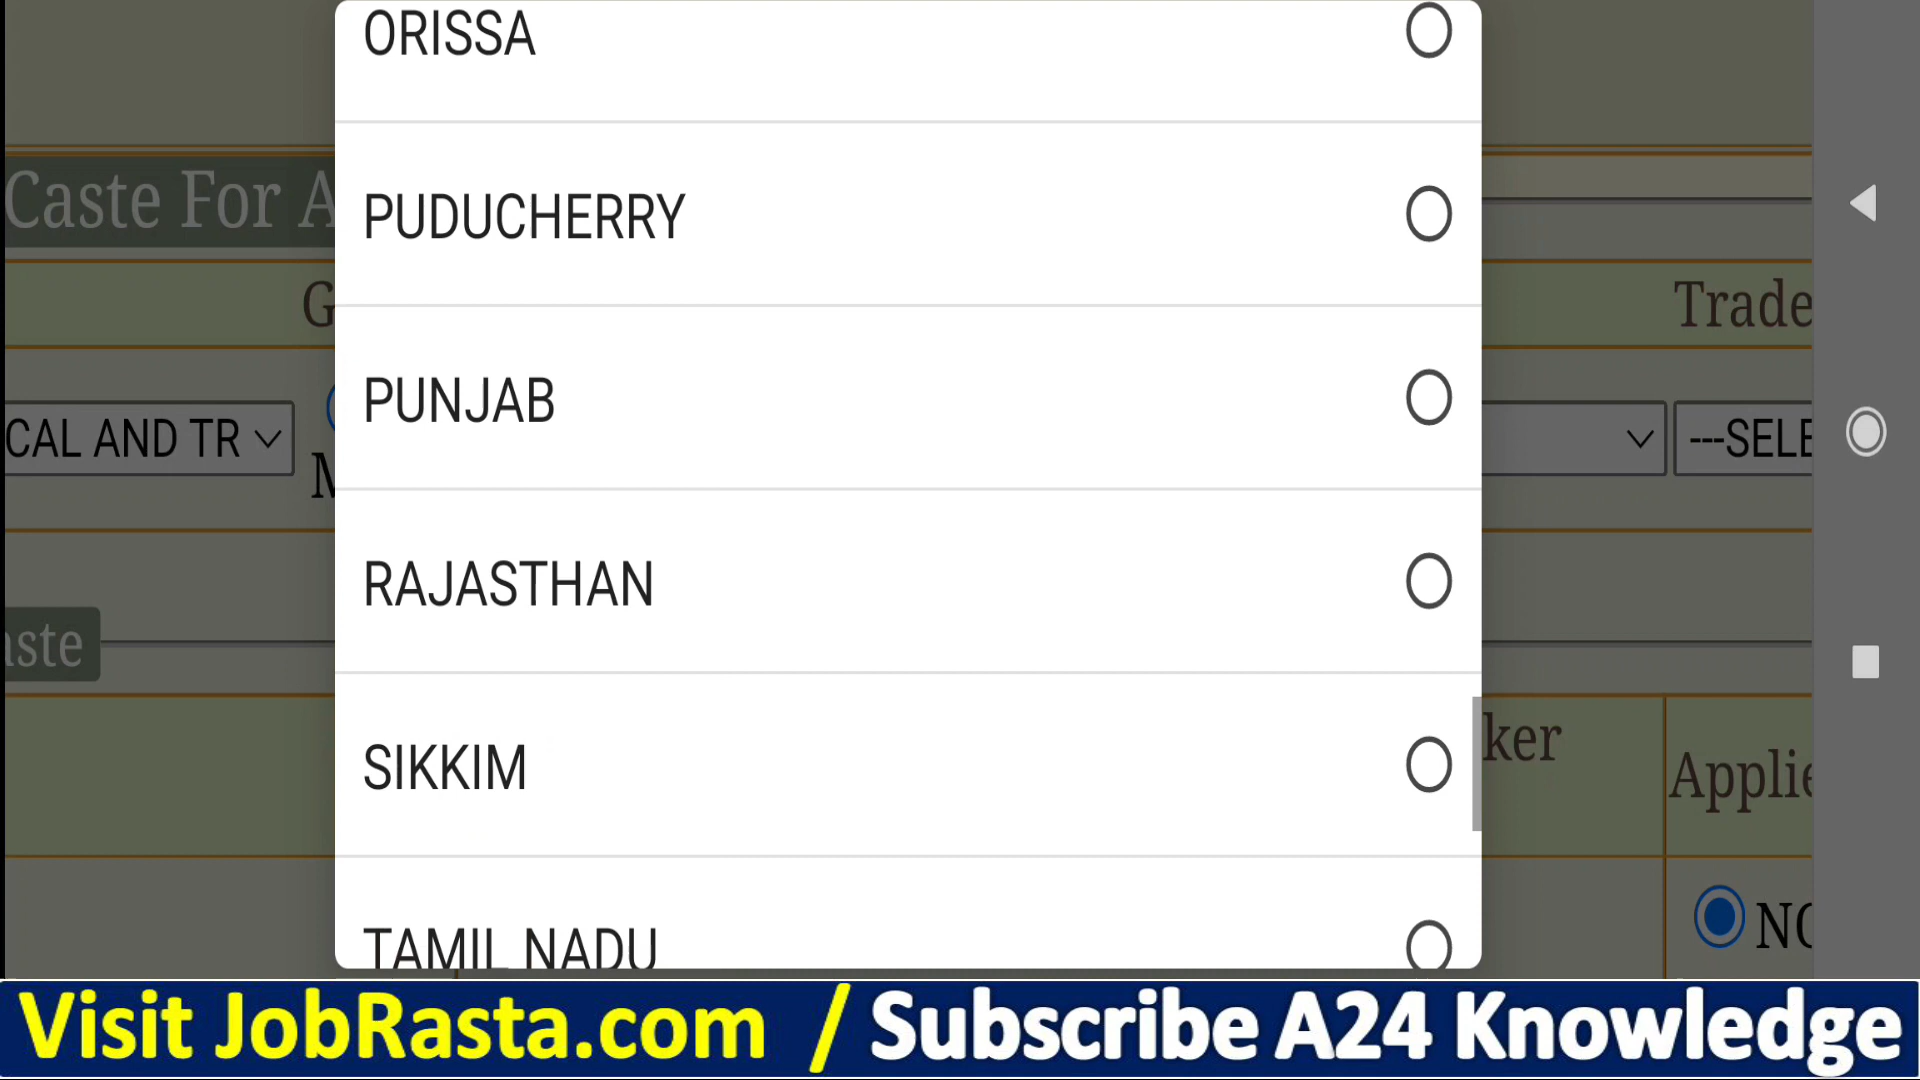 ORISSA
PUDUCHERRY
Caste For A
G
Trade
PUNJAB
CAL AND TR
---SELE
M
RAJASTHAN
ste
SIKKIM
ker
Applie
TAMIL NADU
NO
Visit JobRasta.com / Subscribe A24 Knowledge